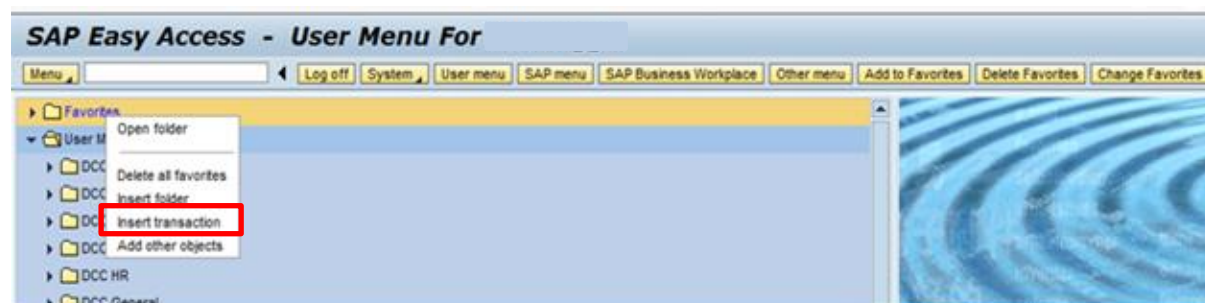 SAP Easy Access - User Menu For
Menu Log off System User menu SAP menu SAP Business Workplace Other menu Add to Favorites Delete Favorites Change Favorites
Favorites
Open folder
User M
DCC
Delete all favorites
DCC
Insert folder
DC
Insert transaction
DCC
Add other objects
DCC HR
DCC General